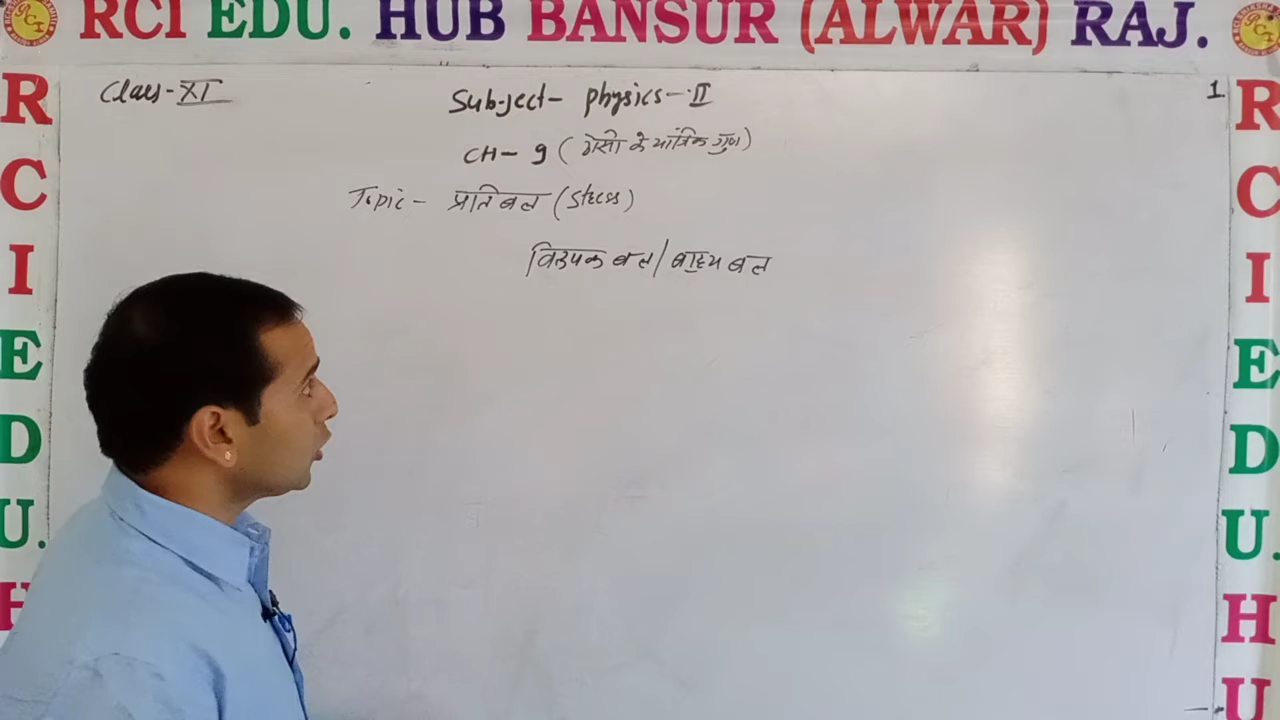 RCI EDU. HUB BANSUR (ALWAR) RAJ.
Class-XI
Subject- physics-II
1
CH- 9 (ठोसो के यांत्रिक गुण)
Topic- प्रतिबल (stress)
विरूपक बल/बाह्य बल
R
C
I
E
D
U.
H
R
C
I
E
D
U.
H
U